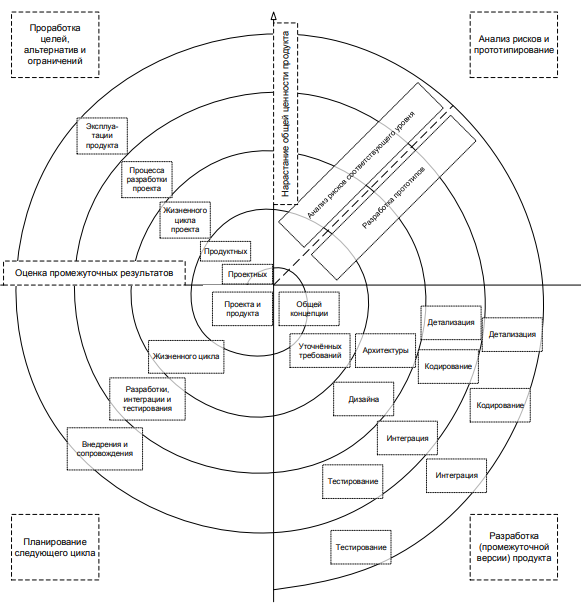 Проработка
целей,
альтернатив и
ограничений
Анализ рисков и
прототипирование
Нарастание общей ценности продукта
Анализ рисков соответствующего уровня
Разработка прототипов
Эксплуа-
тации
продукта
Процесса
разработки
проекта
Жизненного
цикла
проекта
Продуктных
Проектных
Оценка промежуточных результатов
Проекта и
продукта
Общей
концепции
Жизненного цикла
Уточнённых
требований
Архитектуры
Детализация
Детализация
Кодирование
Разработки,
интеграции и
тестирования
Дизайна
Кодирование
Внедрения и
сопровождения
Интеграция
Интеграция
Тестирование
Тестирование
Планирование
следующего цикла
Разработка
(промежуточной
версии) продукта